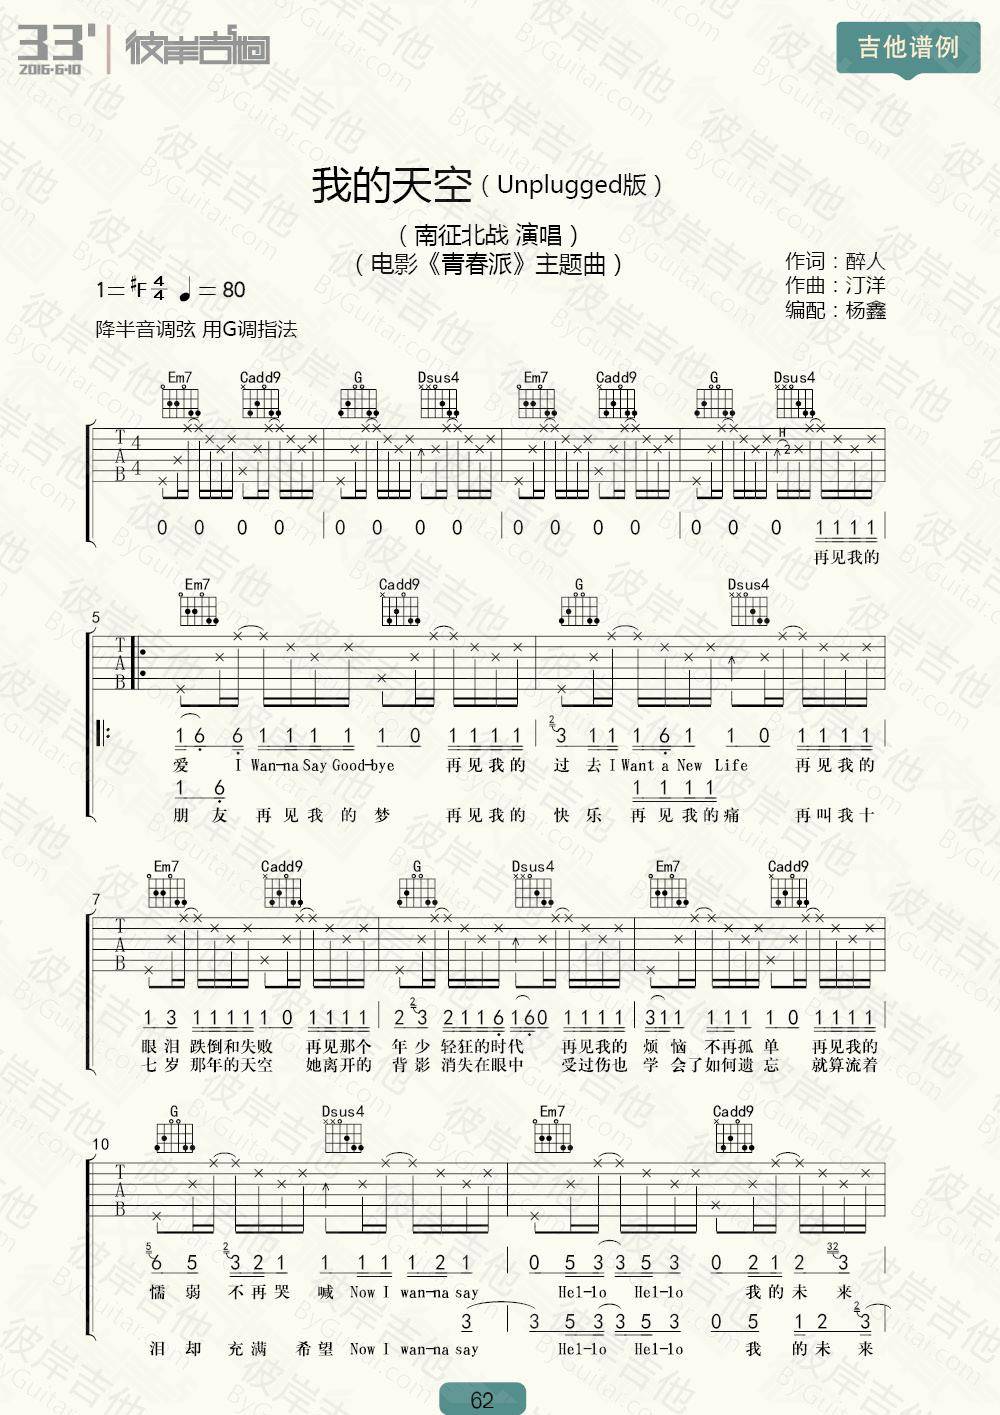 33' 彼岸吉他
2016·6·10
吉他谱例
我的天空（Unplugged版）
（南征北战 演唱）
（电影《青春派》主题曲）
作词：醉人
作曲：汀洋
编配：杨鑫
1=#F 4/4 ♩=80
降半音调弦 用G调指法
Em7 Cadd9 G Dsus4 Em7 Cadd9 G Dsus4
T A B 4 4 H 2
0 0 0 0 0 0 0 0 0 0 0 0 0 0 0 1 1 1 1
再见我的
Em7 Cadd9 G Dsus4
5
T A B
1 6 6 1 1 1 1 1 0 1 1 1 1 2 3 1 1 1 6 1 1 0 1 1 1 1
爱 I Wan-na Say Good-bye 再见我的 过去 I Want a New Life 再见我的
1 6 1 1 1 1
朋友 再见我的梦 再见我的 快乐 再见我的痛 再叫我十
Em7 Cadd9 G Dsus4 Em7 Cadd9
7
T A B
1 3 1 1 1 1 1 0 1 1 1 1 2 2 3 2 1 1 6 1 6 0 1 1 1 1 2 3 1 1 1 1 1 1 0 1 1 1 1
眼泪 跌倒和失败 再见那个 年少轻狂的时代 再见我的 烦恼 不再孤单 再见我的
七岁 那年的天空 她离开的 背影 消失在眼中 受过伤也 学会了如何遗忘 就算流着
G Dsus4 Em7 Cadd9
10
T A B
5 6 5 2 3 2 1 1 1 1 1 2 1 0 5 3 3 5 3 0 2 1 2 32 3
懦弱 不再哭 喊 Now I wan-na say Hel-lo Hel-lo 我的未来
3 3 5 3 3 5 3 0 5 1 2 2 3
泪却 充满 希望 Now I wan-na say Hel-lo Hel-lo 我的未来
62